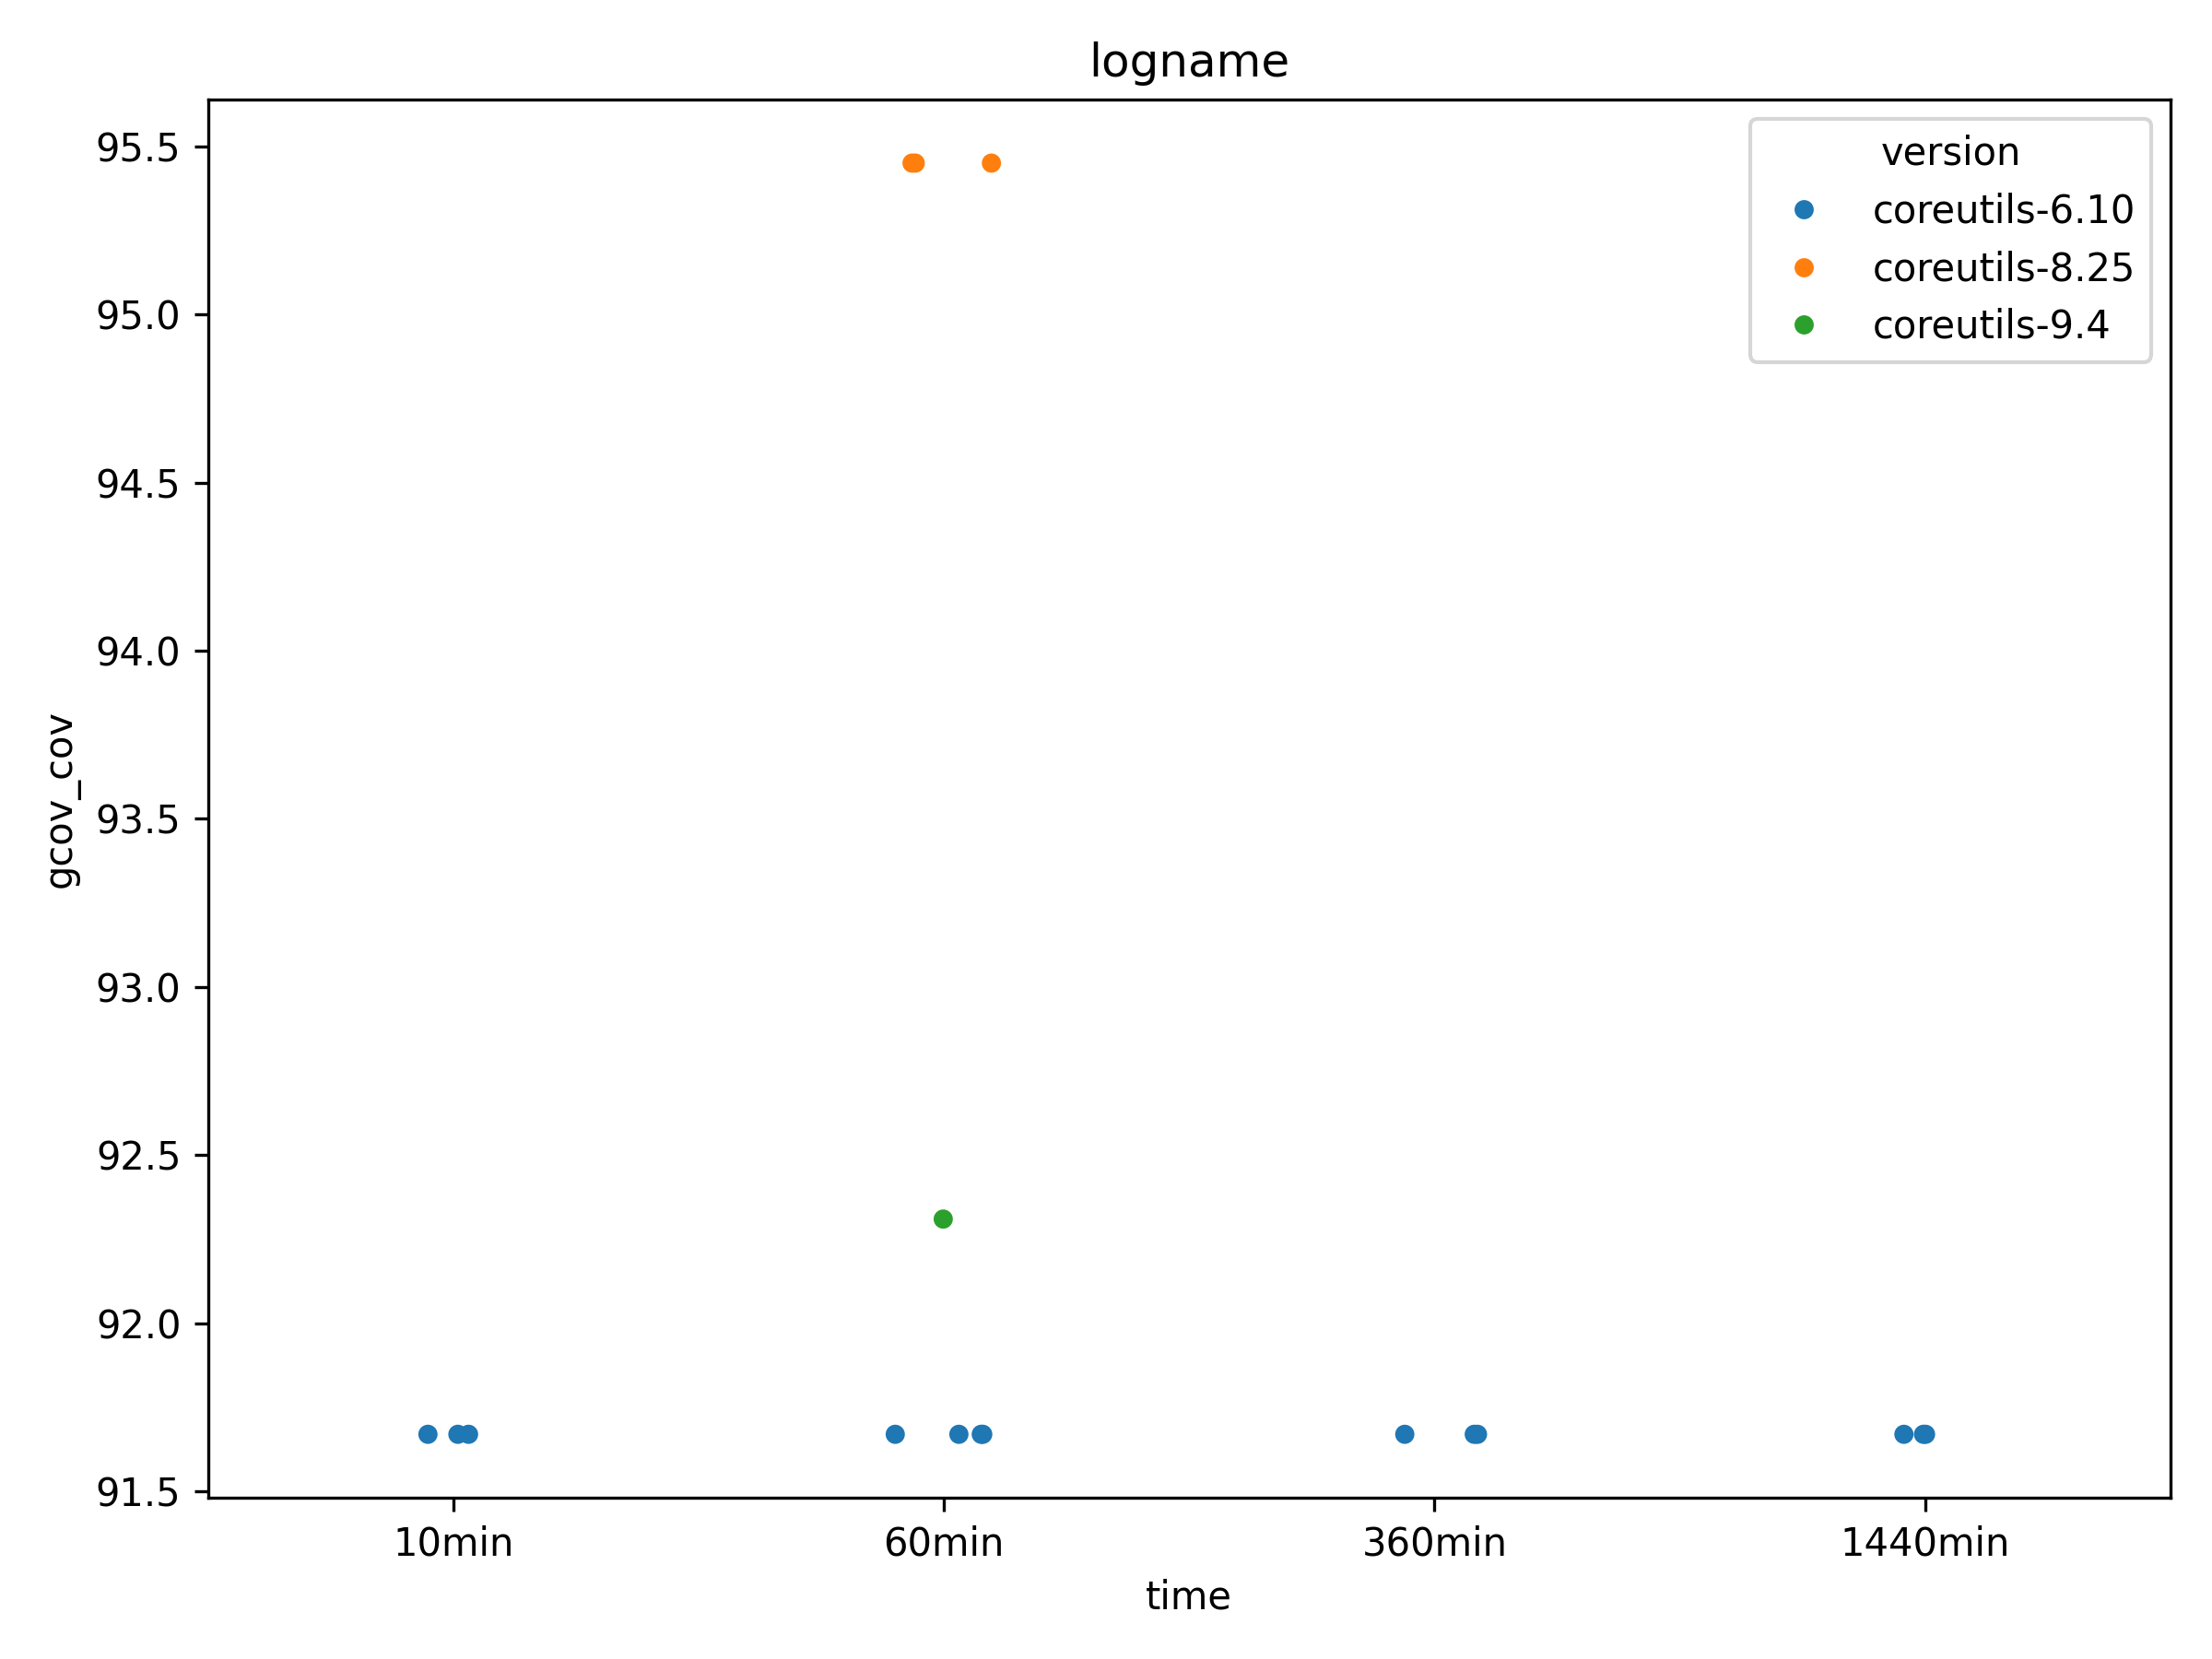 logname
version
coreutils-6.10
coreutils-8.25
coreutils-9.4
gcov_cov
95.5
95.0
94.5
94.0
93.5
93.0
92.5
92.0
91.5
10min
60min
360min
1440min
time